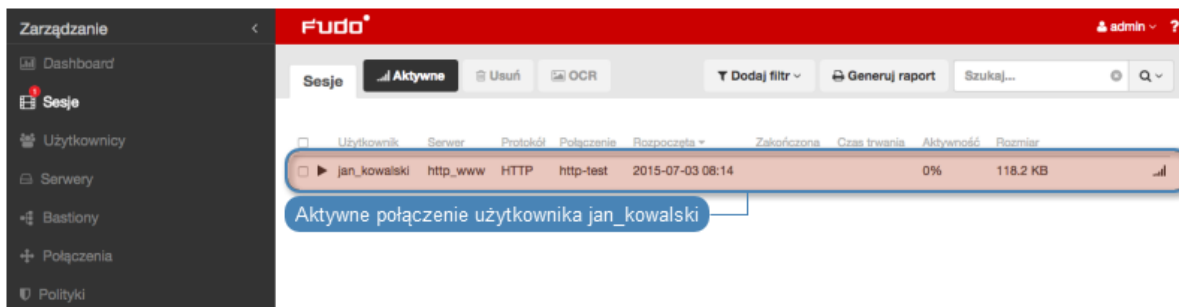 Zarządzanie
FUDO
admin
?
Dashboard
Sesje
Aktywne
Usuń
OCR
Dodaj filtr
Generuj raport
Szukaj...
1
Sesje
Użytkownicy
Użytkownik Serwer Protokół Połączenie Rozpoczęta Zakończona Czas trwania Aktywność Rozmiar
jan_kowalski http_www HTTP http-test 2015-07-03 08:14 0% 118.2 KB
Serwery
Aktywne połączenie użytkownika jan_kowalski
Bastiony
Połączenia
Polityki